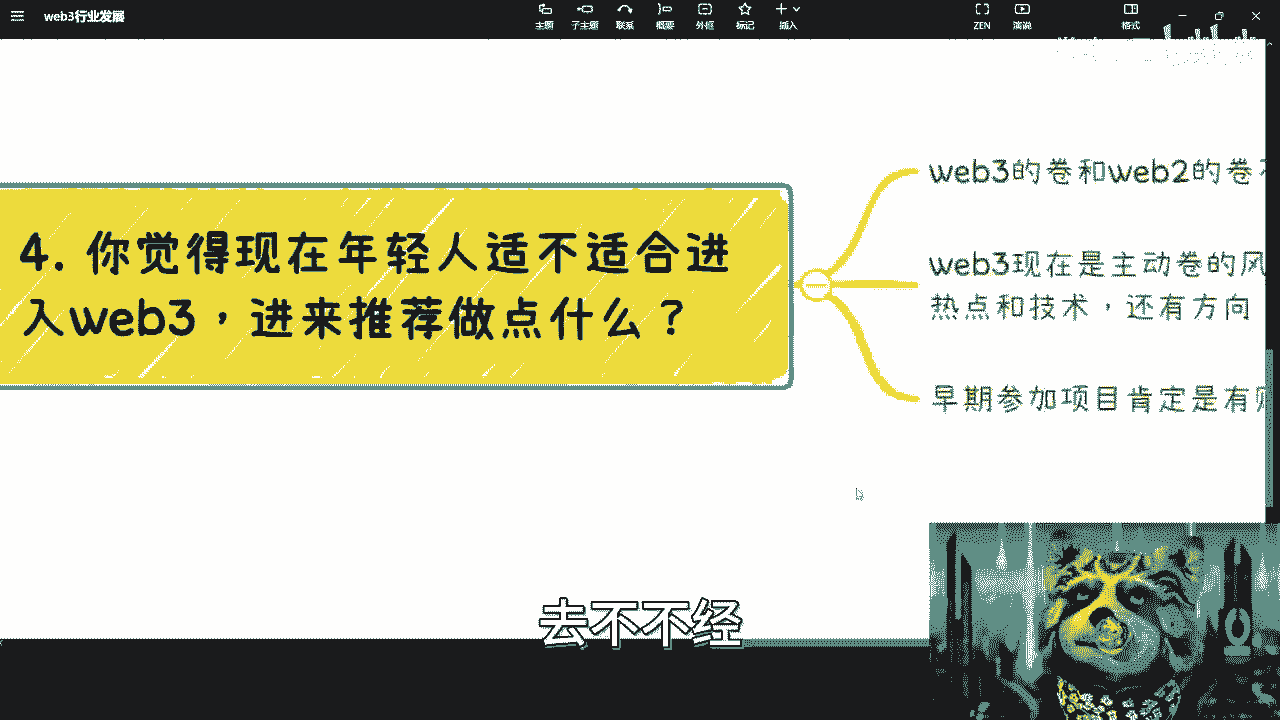 web3行业发展
主题
子主题
联系
概要
外框
标记
插入
ZEN
演说
格式
4. 你觉得现在年轻人适不适合进
入web3，进来推荐做点什么？
web3的卷和web2的卷
web3现在是主动卷的风
热点和技术，还有方向
早期参加项目肯定是有
去不不经